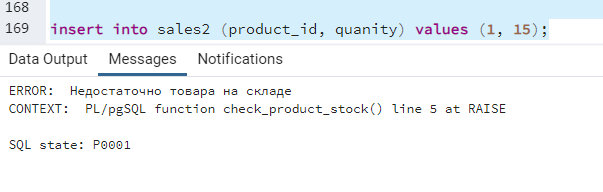 168
169 insert into sales2 (product_id, quanity) values (1, 15);
Data Output Messages Notifications
ERROR: Недостаточно товара на складе
CONTEXT: PL/pgSQL function check_product_stock() line 5 at RAISE
SQL state: P0001